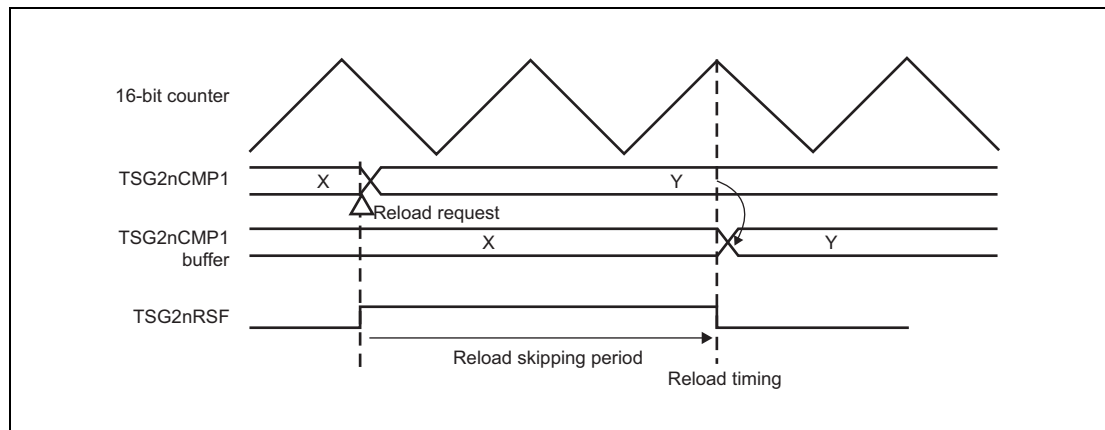 16-bit counter
TSG2nCMP1
X
Y
Reload request
TSG2nCMP1
buffer
X
Y
TSG2nRSF
Reload skipping period
Reload timing